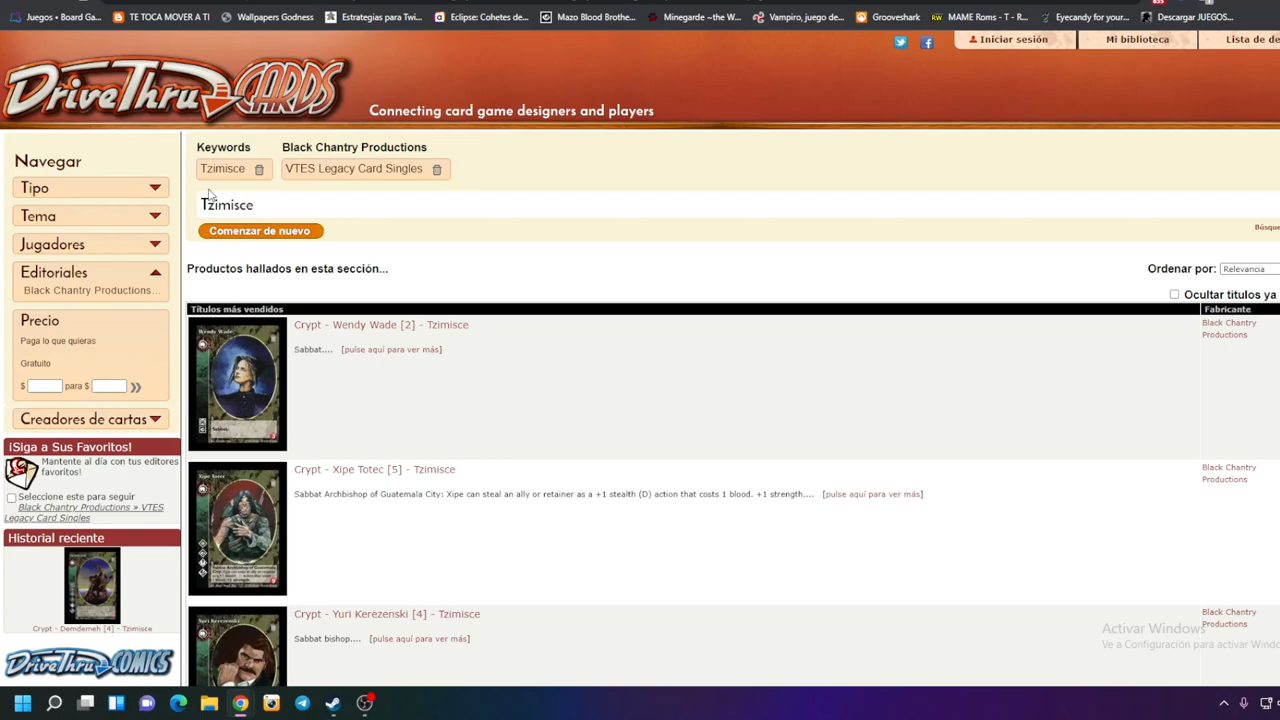 Juegos • Board Ga...
TE TOCA MOVER A TI
Wallpapers Godness
Estrategias para Twi...
Eclipse: Cohetes de...
Mazo Blood Brothe...
Minegarde ~the W...
Vampiro, juego de...
Grooveshark
MAME Roms - T - R...
Eyecandy for your...
Descargar JUEGOS...
DriveThru CARDS
Connecting card game designers and players
Iniciar sesión
Mi biblioteca
Lista de de
Navegar
Tipo
Tema
Jugadores
Editoriales
Black Chantry Productions...
Precio
Paga lo que quieras
Gratuito
$ para $
Creadores de cartas
¡Siga a Sus Favoritos!
Mantente al día con tus editores
favoritos!
Seleccione este para seguir
Black Chantry Productions » VTES
Legacy Card Singles
Historial reciente
Crypt - Demdemeh [4] - Tzimisce
DriveThru COMICS
Keywords
Black Chantry Productions
Tzimisce
VTES Legacy Card Singles
Tzimisce
Comenzar de nuevo
Búsque
Productos hallados en esta sección...
Ordenar por:
Relevancia
Ocultar titulos ya
Títulos más vendidos
Fabricante
Wendy Wade
Crypt - Wendy Wade [2] - Tzimisce
Sabbat.... [pulse aquí para ver más]
Black Chantry
Productions
Xipe Totec
Crypt - Xipe Totec [5] - Tzimisce
Sabbat Archbishop of Guatemala City: Xipe can steal an ally or retainer as a +1 stealth (D) action that costs 1 blood. +1 strength.... [pulse aquí para ver más]
Black Chantry
Productions
Yuri Kerezenski
Crypt - Yuri Kerezenski [4] - Tzimisce
Sabbat bishop.... [pulse aquí para ver más]
Black Chantry
Productions
Activar Windows
Ve a Configuración para activar Windo